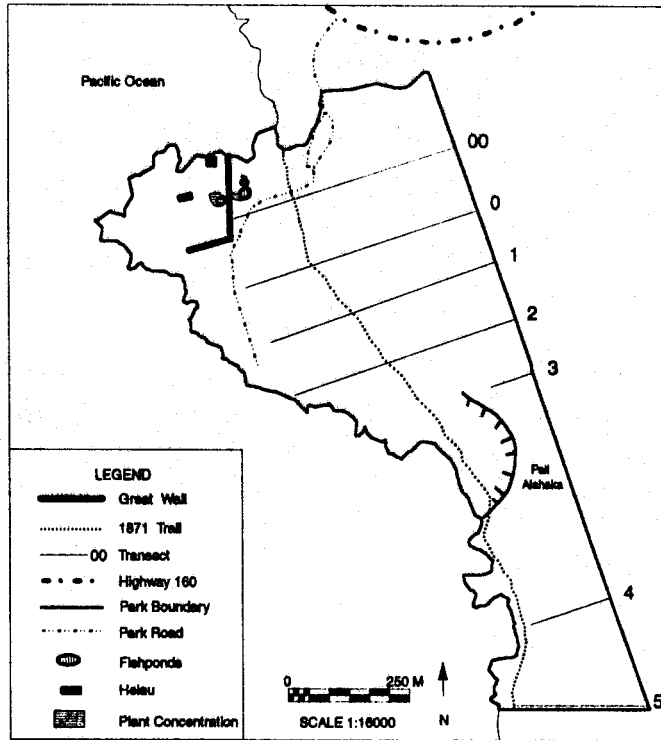 Pacific Ocean
00
0
1
2
3
Pali
Alahaka
4
5
LEGEND
Great Wall
1871 Trail
00 Transect
Highway 160
Park Boundary
Park Road
Fishponds
Heiau
Plant Concentration
0 250 M
SCALE 1:16000
N